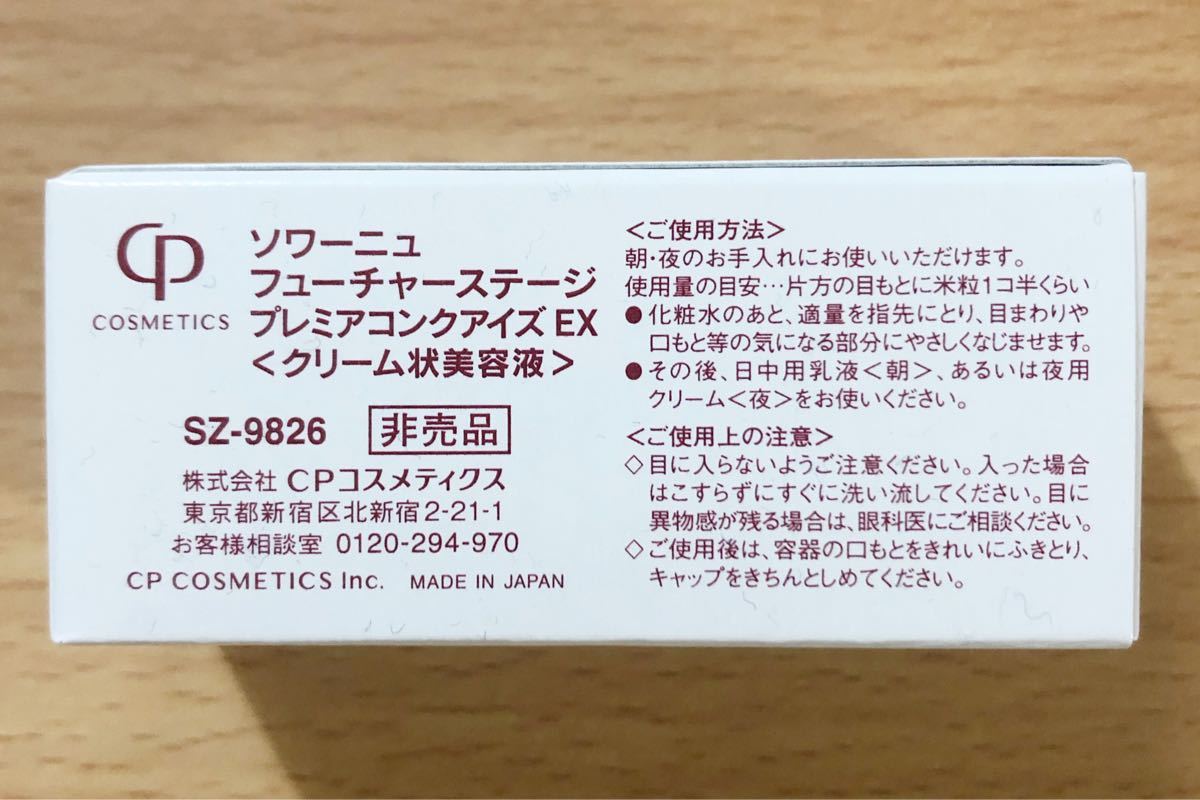 CP
COSMETICS
ソワーニュ
フューチャーステージ
プレミアコンクアイズ EX
＜クリーム状美容液＞
SZ-9826 非売品
株式会社 CPコスメティクス
東京都新宿区北新宿2-21-1
お客様相談室 0120-294-970
CP COSMETICS Inc. MADE IN JAPAN
＜ご使用方法＞
朝・夜のお手入れにお使いいただけます。
使用量の目安…片方の目もとに米粒1コ半くらい
●化粧水のあと、適量を指先にとり、目まわりや
口もと等の気になる部分にやさしくなじませます。
●その後、日中用乳液＜朝＞、あるいは夜用
クリーム＜夜＞をお使いください。
＜ご使用上の注意＞
◇目に入らないようご注意ください。入った場合
はこすらずにすぐに洗い流してください。目に
異物感が残る場合は、眼科医にご相談ください。
◇ご使用後は、容器の口もとをきれいにふきとり、
キャップをきちんとしめてください。